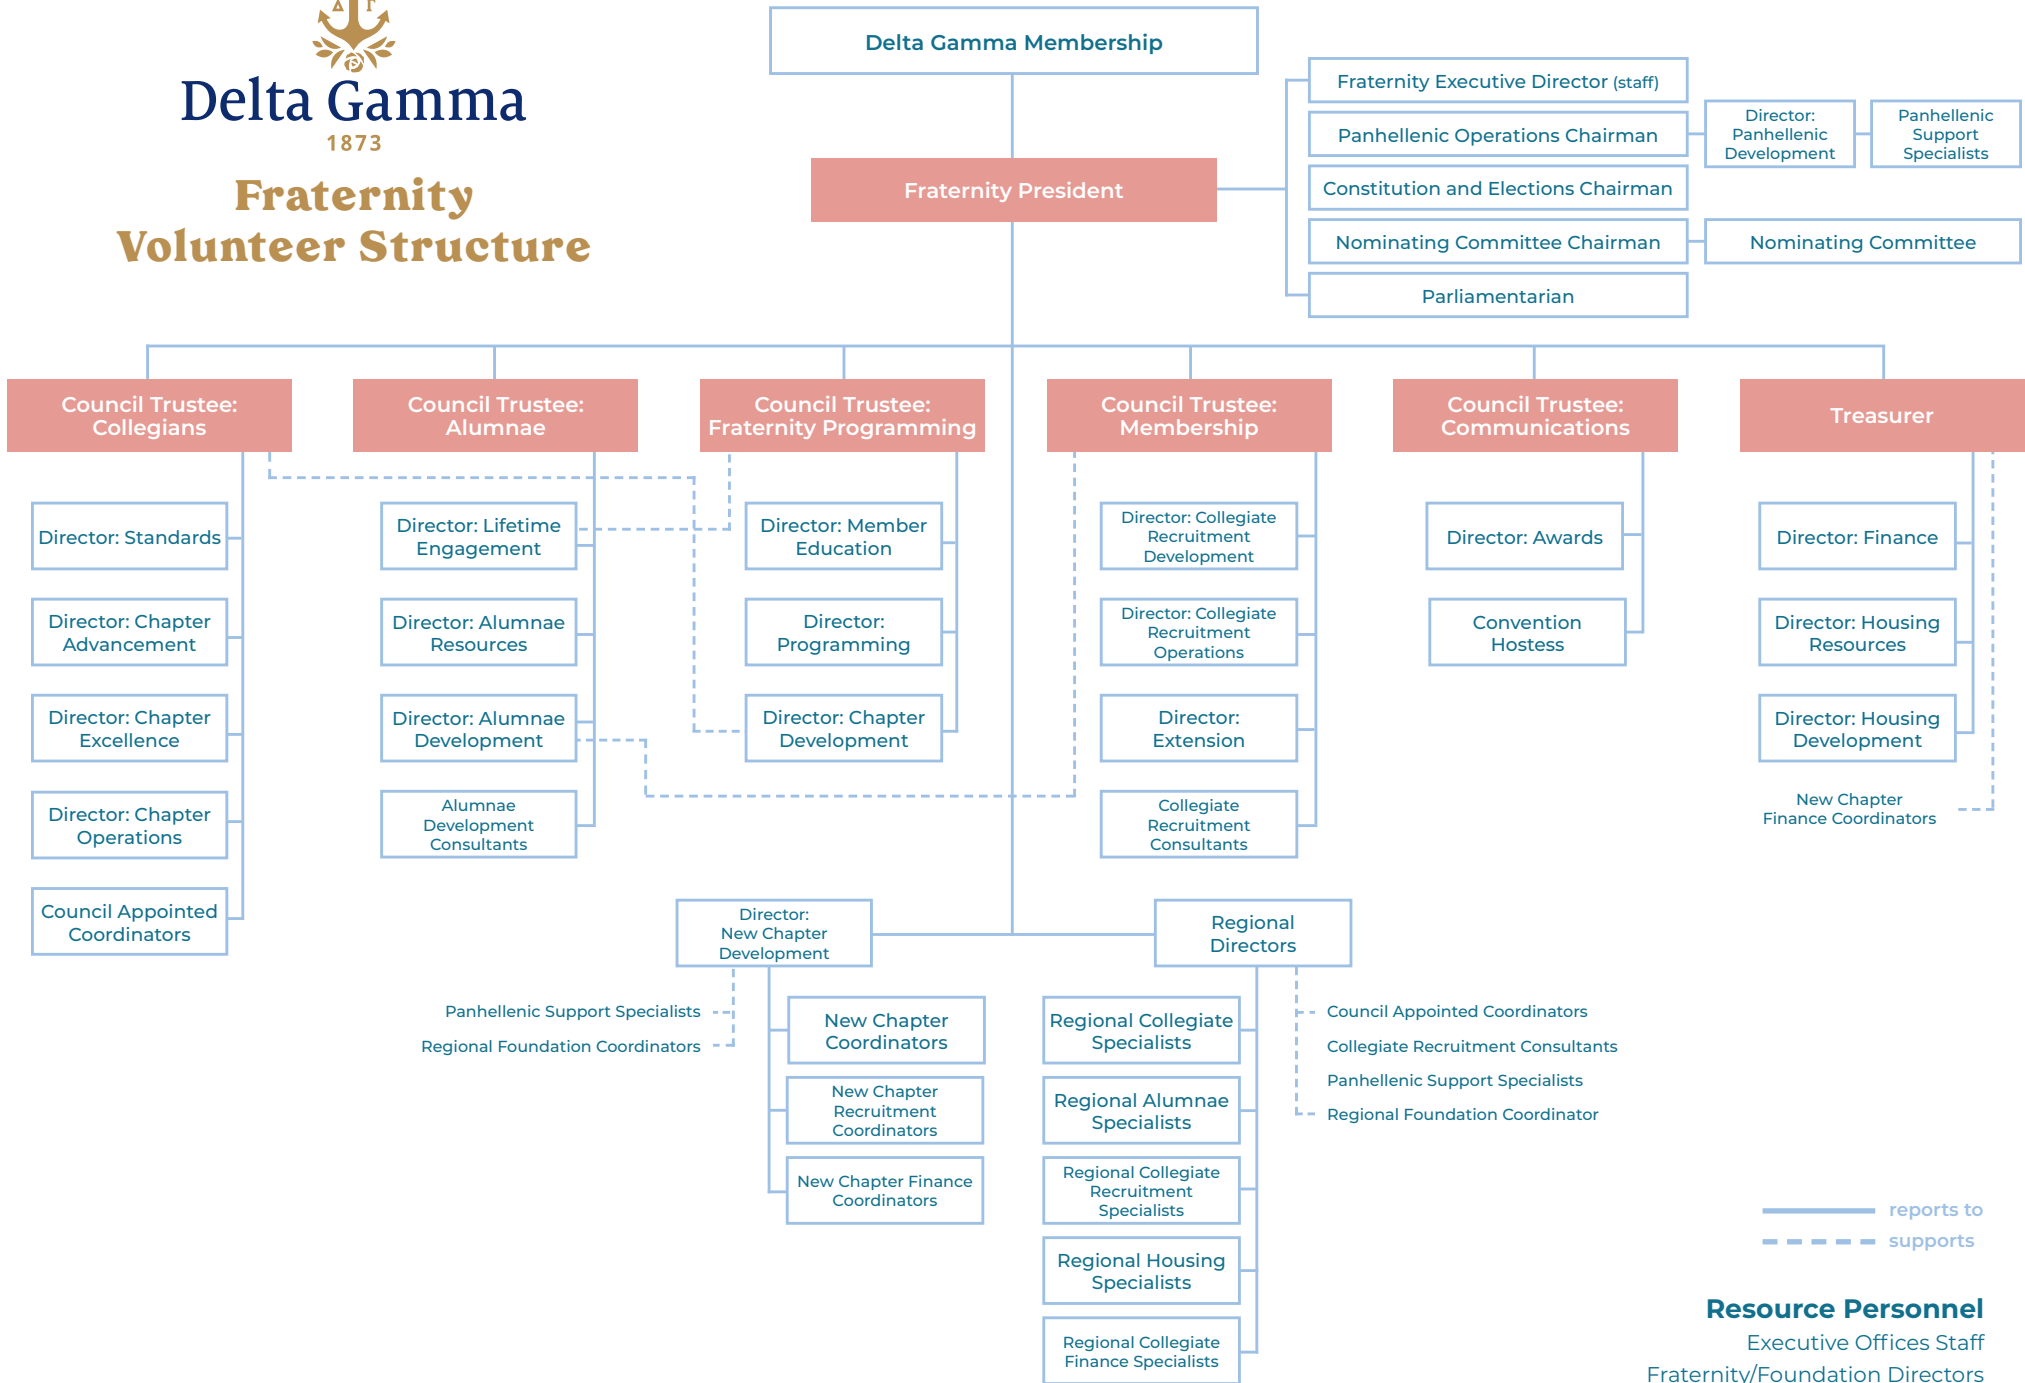 Δ Γ
Delta Gamma
1873
Fraternity
Volunteer Structure
Delta Gamma Membership
Fraternity President
Fraternity Executive Director (staff)
Panhellenic Operations Chairman
Director:
Panhellenic
Development
Panhellenic
Support
Specialists
Constitution and Elections Chairman
Nominating Committee Chairman
Nominating Committee
Parliamentarian
Council Trustee:
Collegians
Council Trustee:
Alumnae
Council Trustee:
Fraternity Programming
Council Trustee:
Membership
Council Trustee:
Communications
Treasurer
Director: Standards
Director: Chapter
Advancement
Director: Chapter
Excellence
Director: Chapter
Operations
Council Appointed
Coordinators
Director: Lifetime
Engagement
Director: Alumnae
Resources
Director: Alumnae
Development
Alumnae
Development
Consultants
Director: Member
Education
Director:
Programming
Director: Chapter
Development
Director: Collegiate
Recruitment
Development
Director: Collegiate
Recruitment
Operations
Director:
Extension
Collegiate
Recruitment
Consultants
Director: Awards
Convention
Hostess
Director: Finance
Director: Housing
Resources
Director: Housing
Development
New Chapter
Finance Coordinators
Director:
New Chapter
Development
Panhellenic Support Specialists
Regional Foundation Coordinators
New Chapter
Coordinators
New Chapter
Recruitment
Coordinators
New Chapter Finance
Coordinators
Regional
Directors
Regional Collegiate
Specialists
Regional Alumnae
Specialists
Regional Collegiate
Recruitment
Specialists
Regional Housing
Specialists
Regional Collegiate
Finance Specialists
Council Appointed Coordinators
Collegiate Recruitment Consultants
Panhellenic Support Specialists
Regional Foundation Coordinator
reports to
supports
Resource Personnel
Executive Offices Staff
Fraternity/Foundation Directors